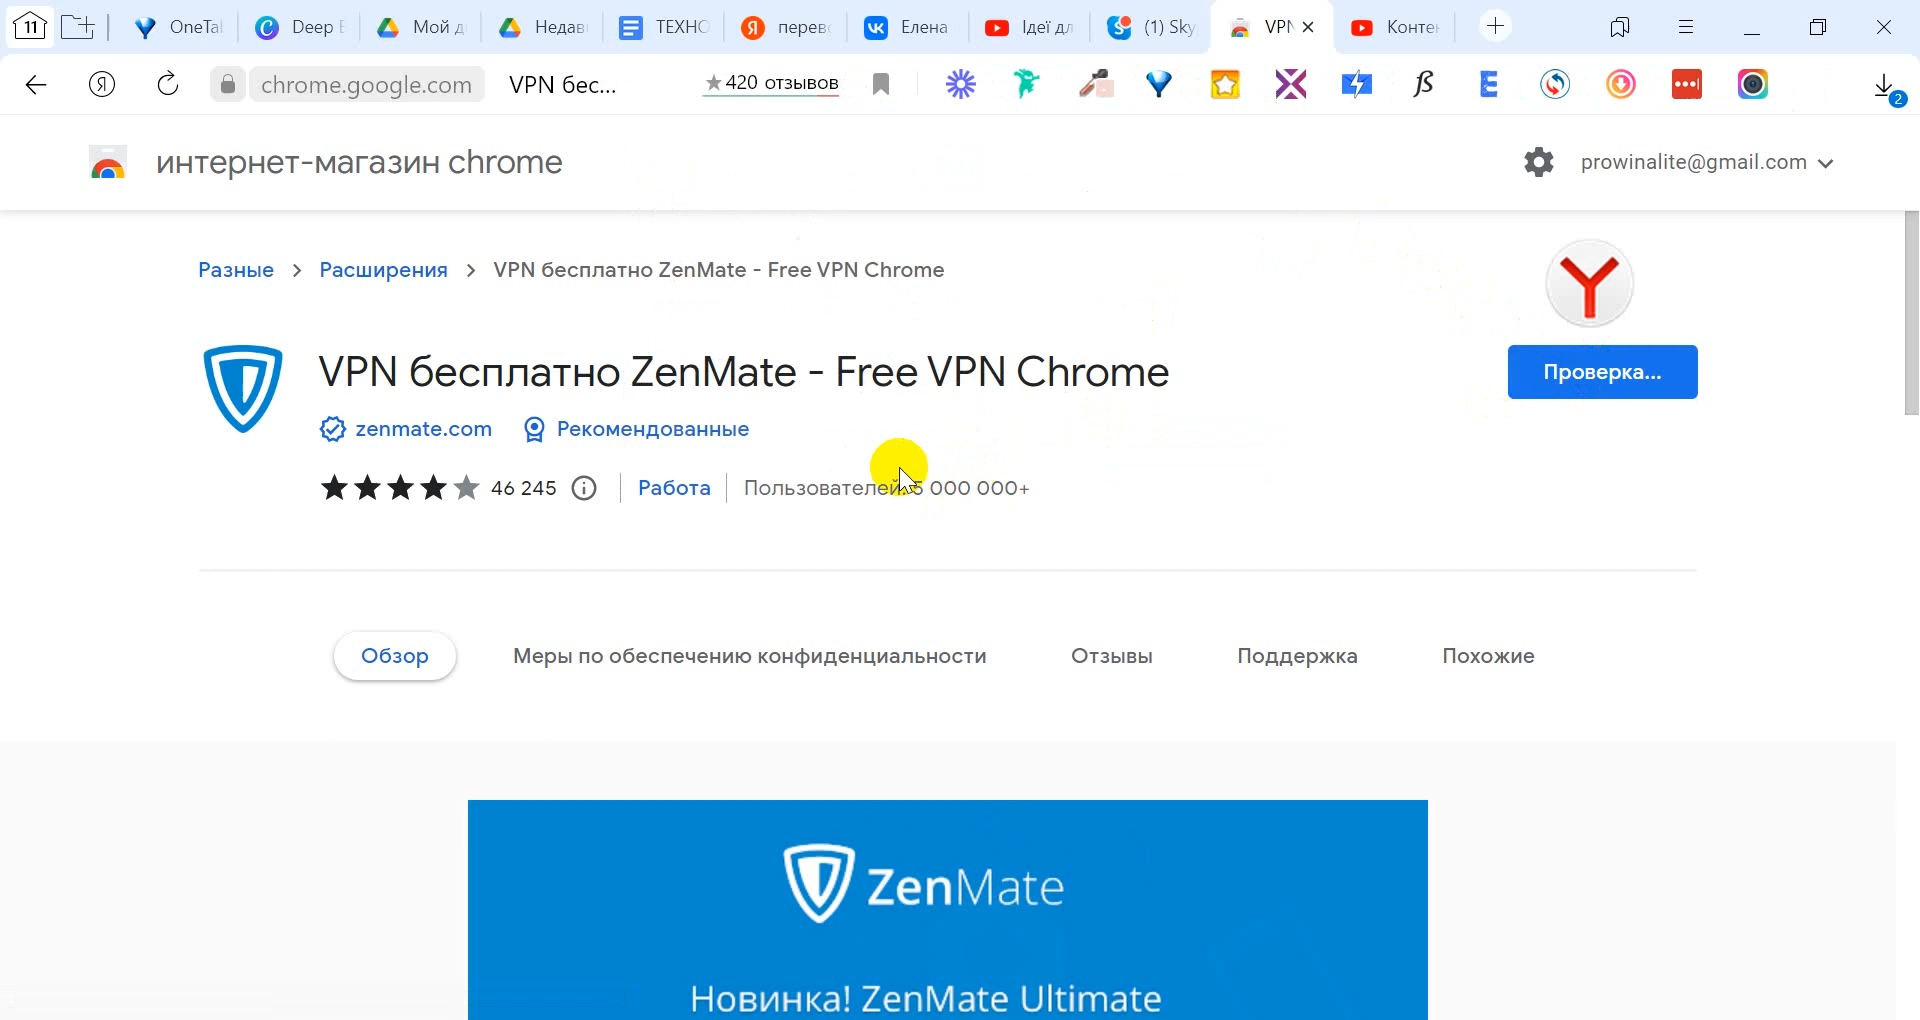 11
OneTa
Deep
Мой д
Недав
ТЕХНО
перев
Елена
Ідеї дл
(1) Sky
VPN
Конте
chrome.google.com
VPN бес...
★420 отзывов
2
интернет-магазин chrome
prowinalite@gmail.com
Разные > Расширения > VPN бесплатно ZenMate - Free VPN Chrome
VPN бесплатно ZenMate - Free VPN Chrome
Проверка...
zenmate.com
Рекомендованные
46 245
Работа
Пользователей: 5 000 000+
Обзор
Меры по обеспечению конфиденциальности
Отзывы
Поддержка
Похожие
ZenMate
Новинка! ZenMate Ultimate